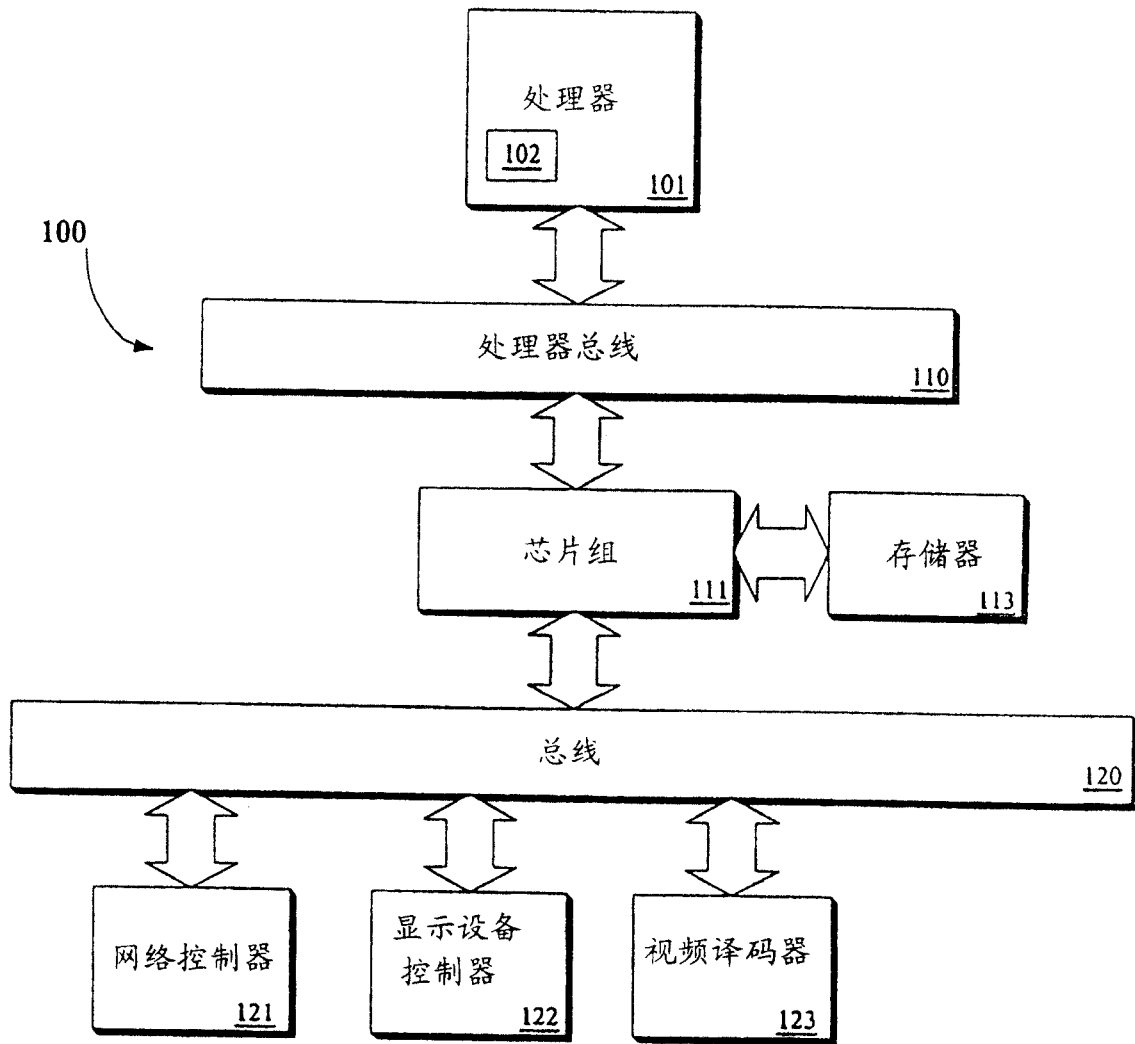 处理器
102
101
100
处理器总线
110
芯片组
111
存储器
113
总线
120
网络控制器
121
显示设备
控制器
122
视频译码器
123